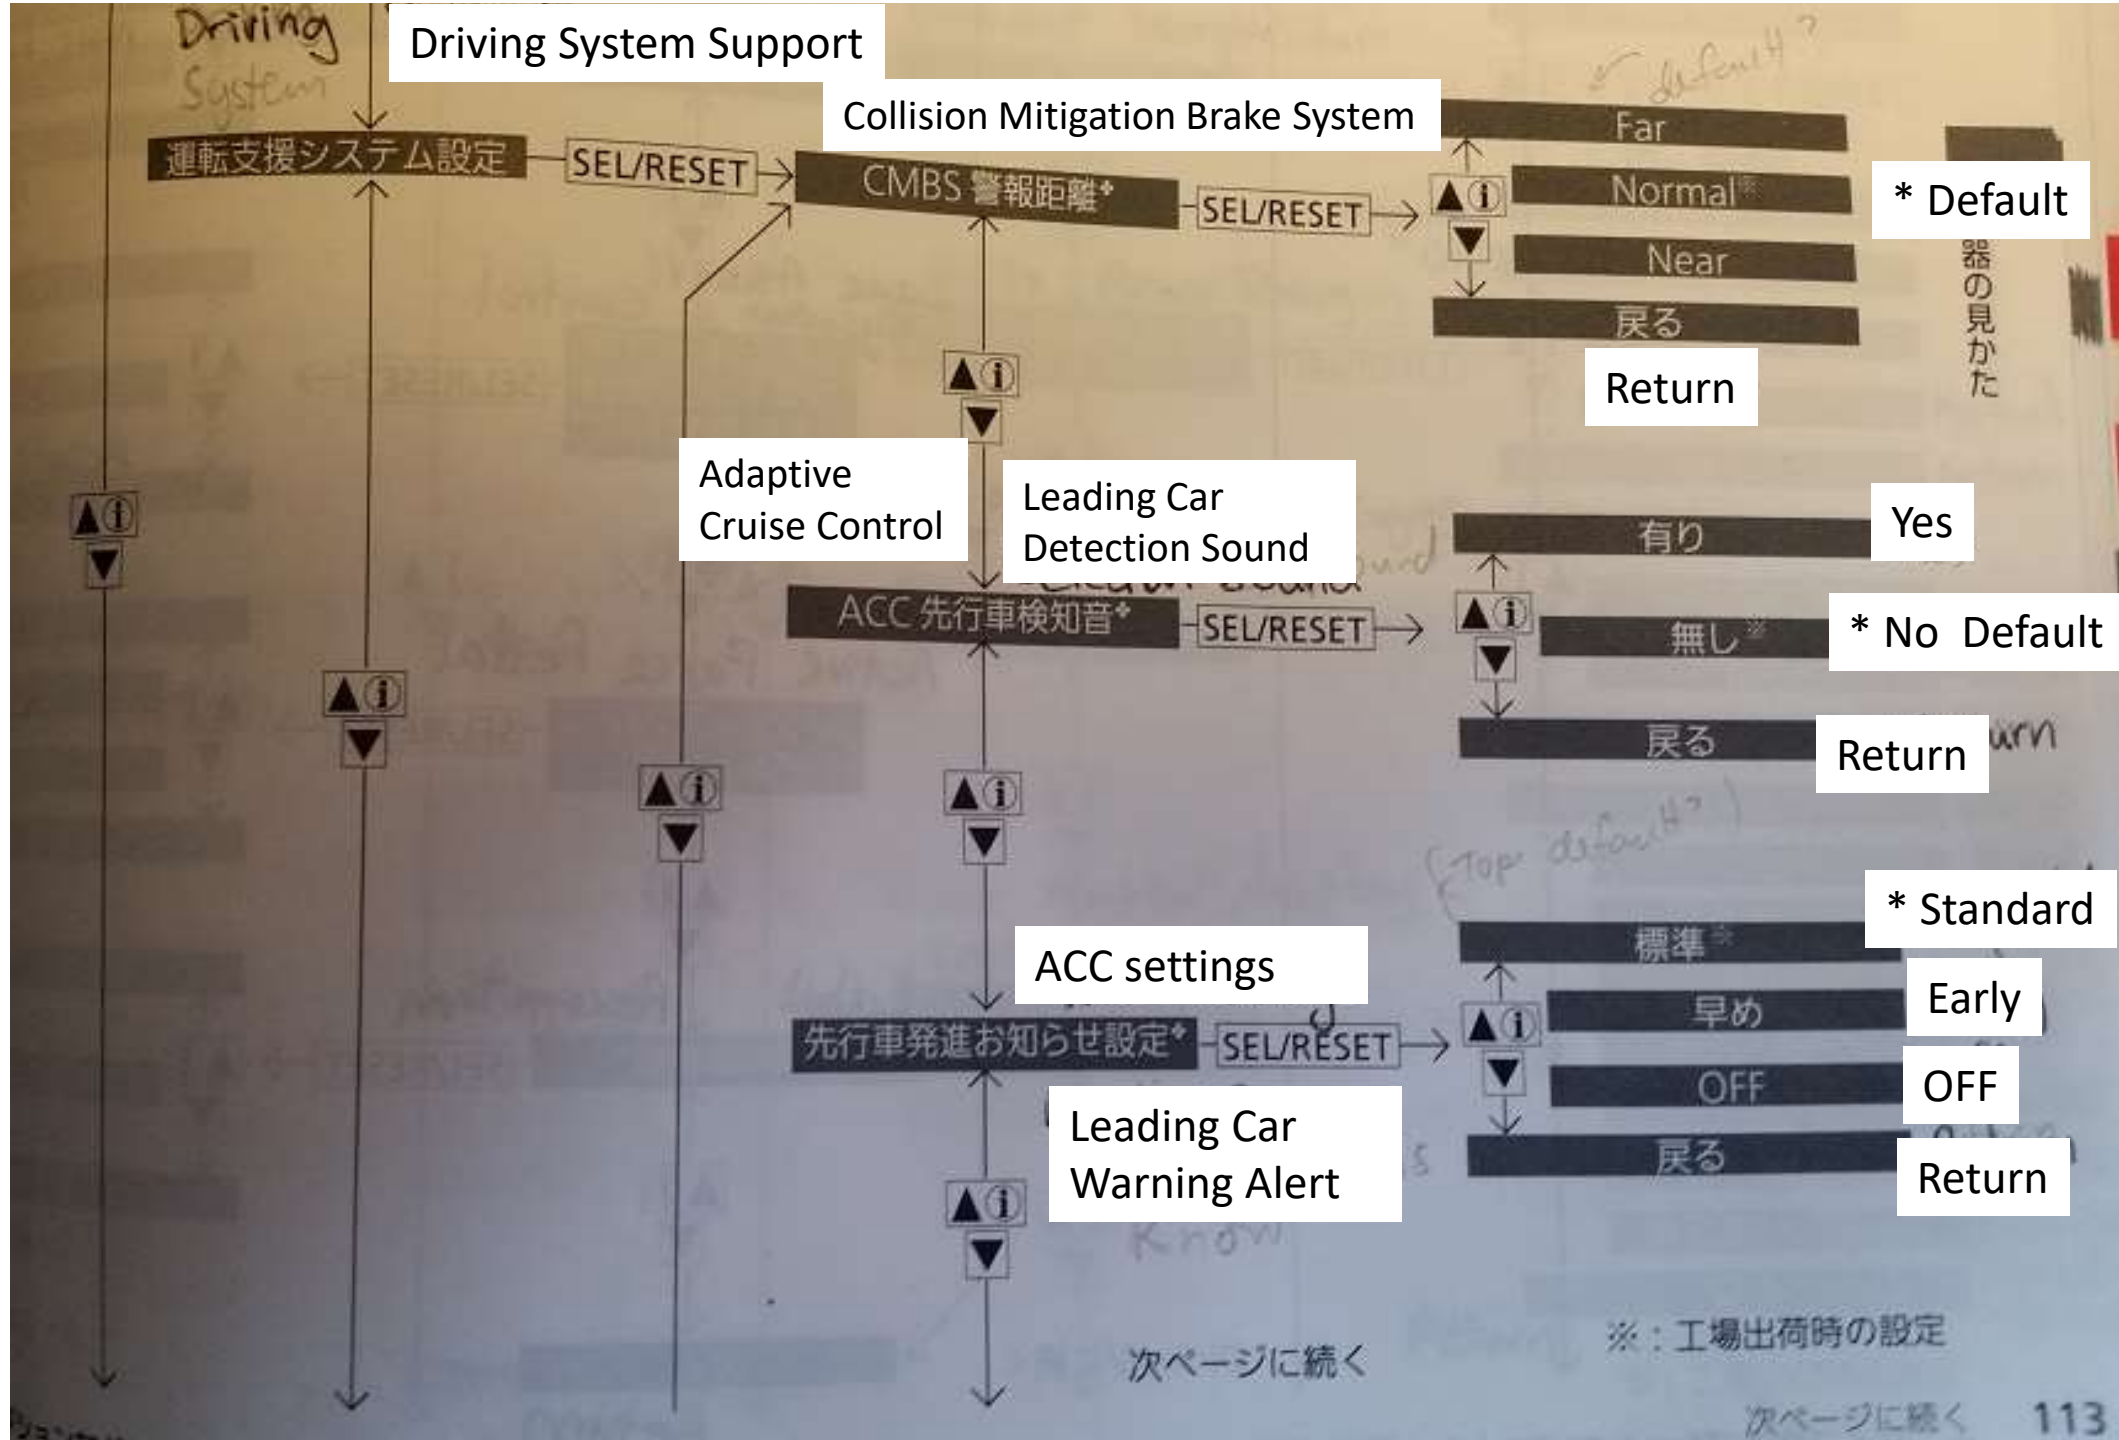 Driving
System
Driving System Support
default?
Collision Mitigation Brake System
Far
運転支援システム設定
SEL/RESET
CMBS 警報距離
SEL/RESET
Normal※
* Default
Near
戻る
Return
器の見かた
Adaptive
Cruise Control
Leading Car
Detection Sound
有り
Yes
ACC 先行車検知音
SEL/RESET
無し※
* No Default
戻る
Return
(Top default?)
標準※
* Standard
ACC settings
早め
Early
先行車発進お知らせ設定
SEL/RESET
OFF
OFF
Leading Car
Warning Alert
戻る
Return
Know
※:工場出荷時の設定
次ページに続く
次ページに続く
113